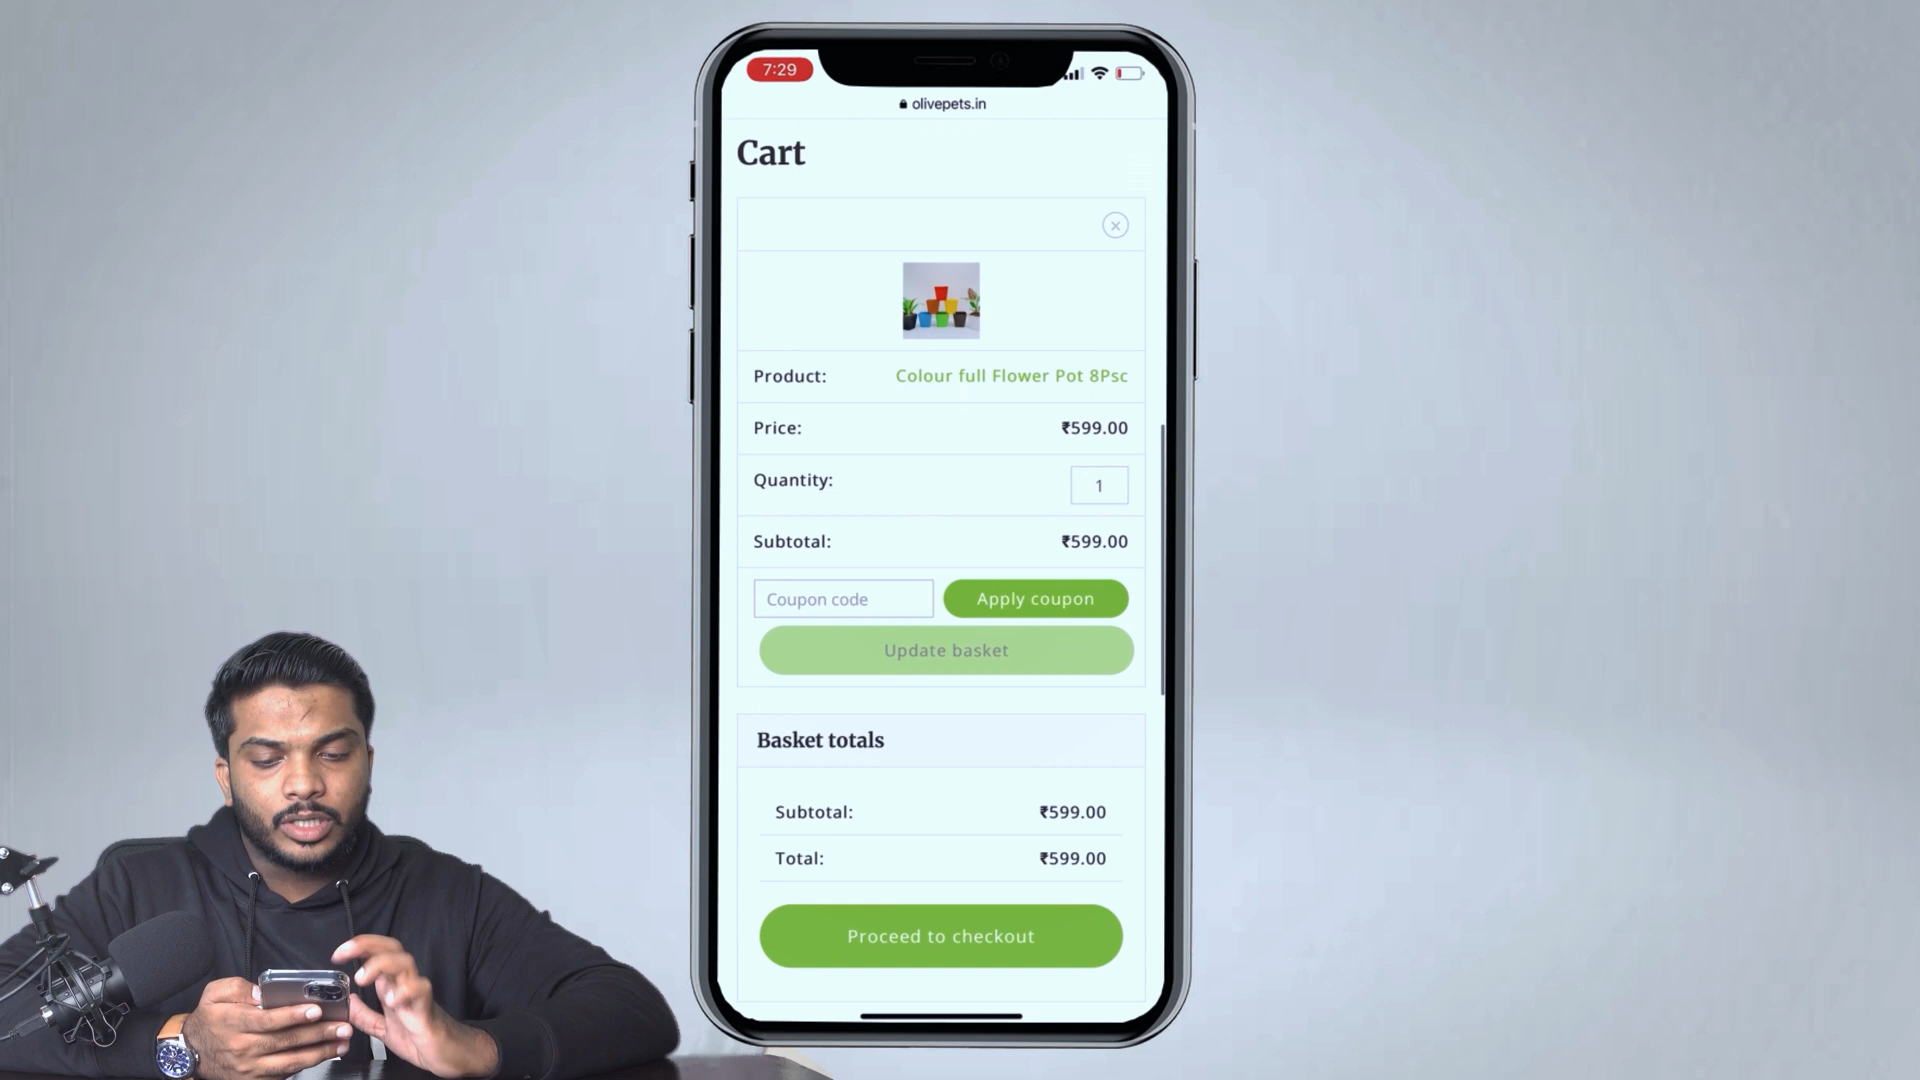 7:29
olivepets.in
Cart
Product: Colour full Flower Pot 8Psc
Price: ₹599.00
Quantity: 1
Subtotal: ₹599.00
Coupon code Apply coupon
Update basket
Basket totals
Subtotal: ₹599.00
Total: ₹599.00
Proceed to checkout